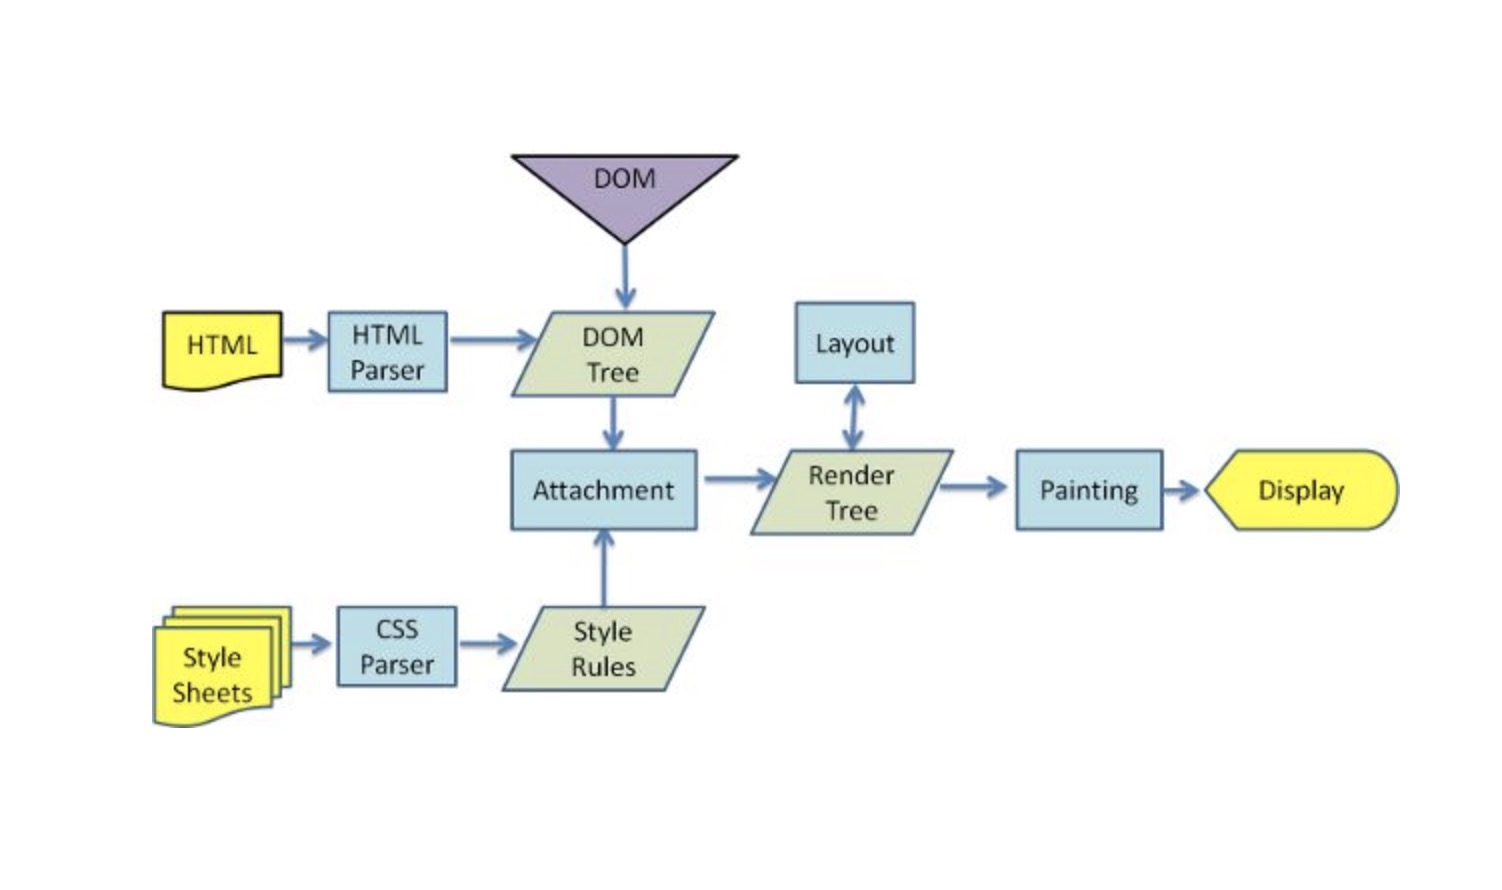 DOM
HTML
HTML
Parser
DOM
Tree
Layout
Attachment
Render
Tree
Painting
Display
Style
Sheets
CSS
Parser
Style
Rules